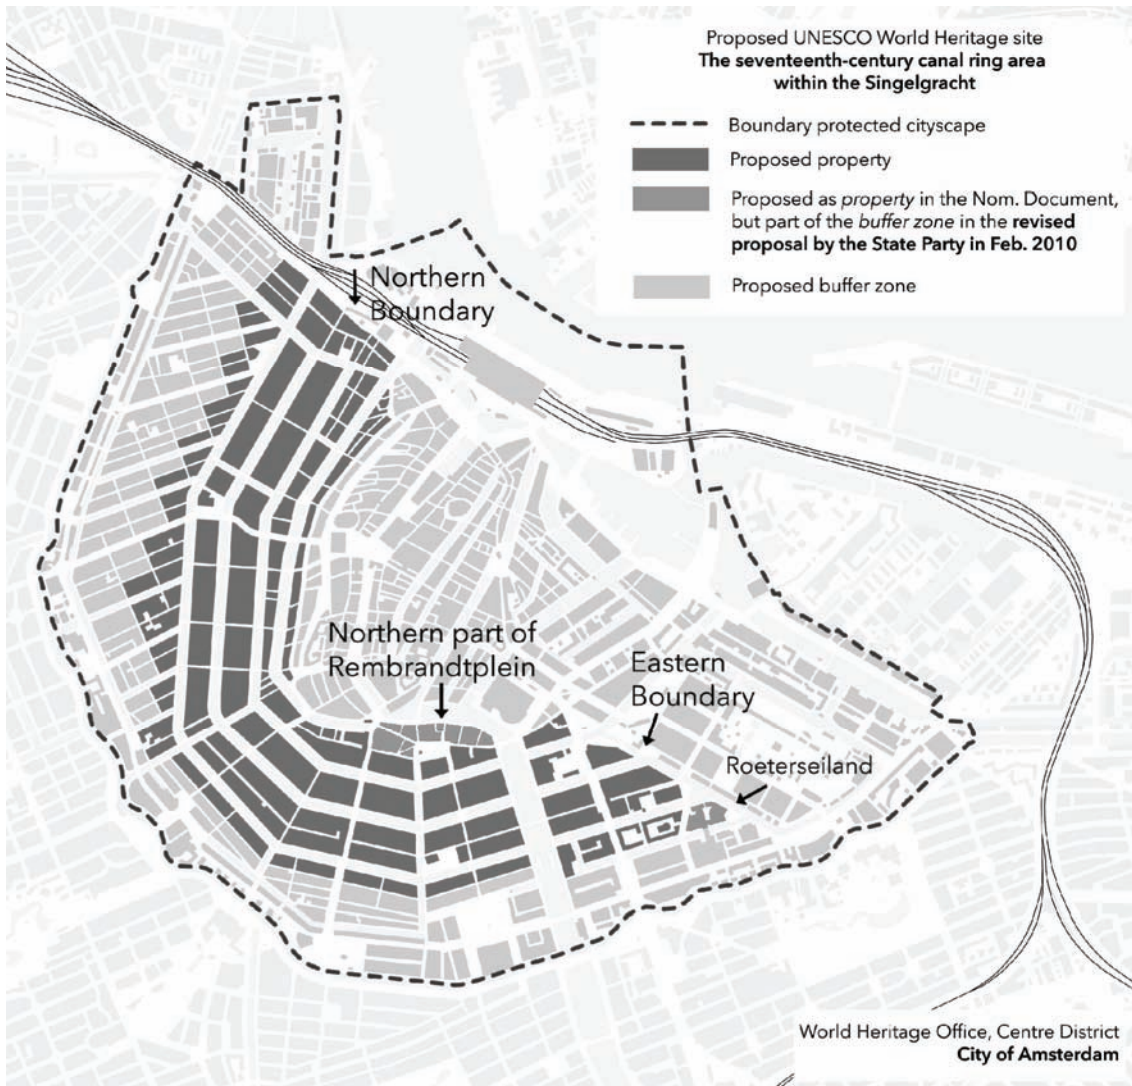 Proposed UNESCO World Heritage site
The seventeenth-century canal ring area
within the Singelgracht
Boundary protected cityscape
Proposed property
Proposed as property in the Nom. Document,
but part of the buffer zone in the revised
proposal by the State Party in Feb. 2010
Proposed buffer zone
Northern
Boundary
Northern part of
Rembrandtplein
Eastern
Boundary
Roeterseiland
World Heritage Office, Centre District
City of Amsterdam